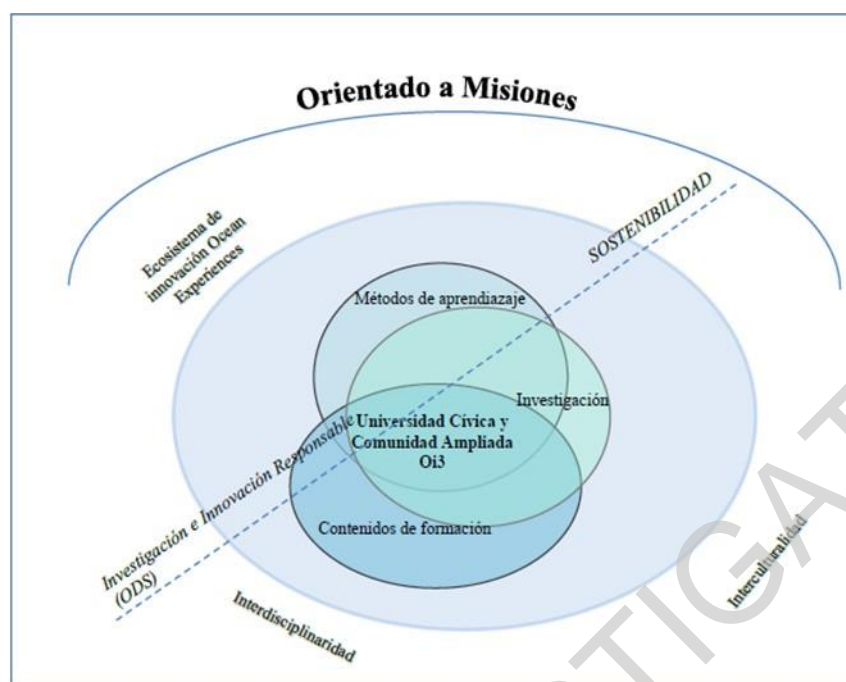 Orientado a Misiones
Ecosistema de
innovación Ocean
Experiences
SOSTENIBILIDAD
Métodos de aprendiazaje
Investigación
Universidad Cívica y
Comunidad Ampliada
Oi3
Investigación e Innovación Responsable
(ODS)
Contenidos de formación
Interdisciplinaridad
Interculturalidad